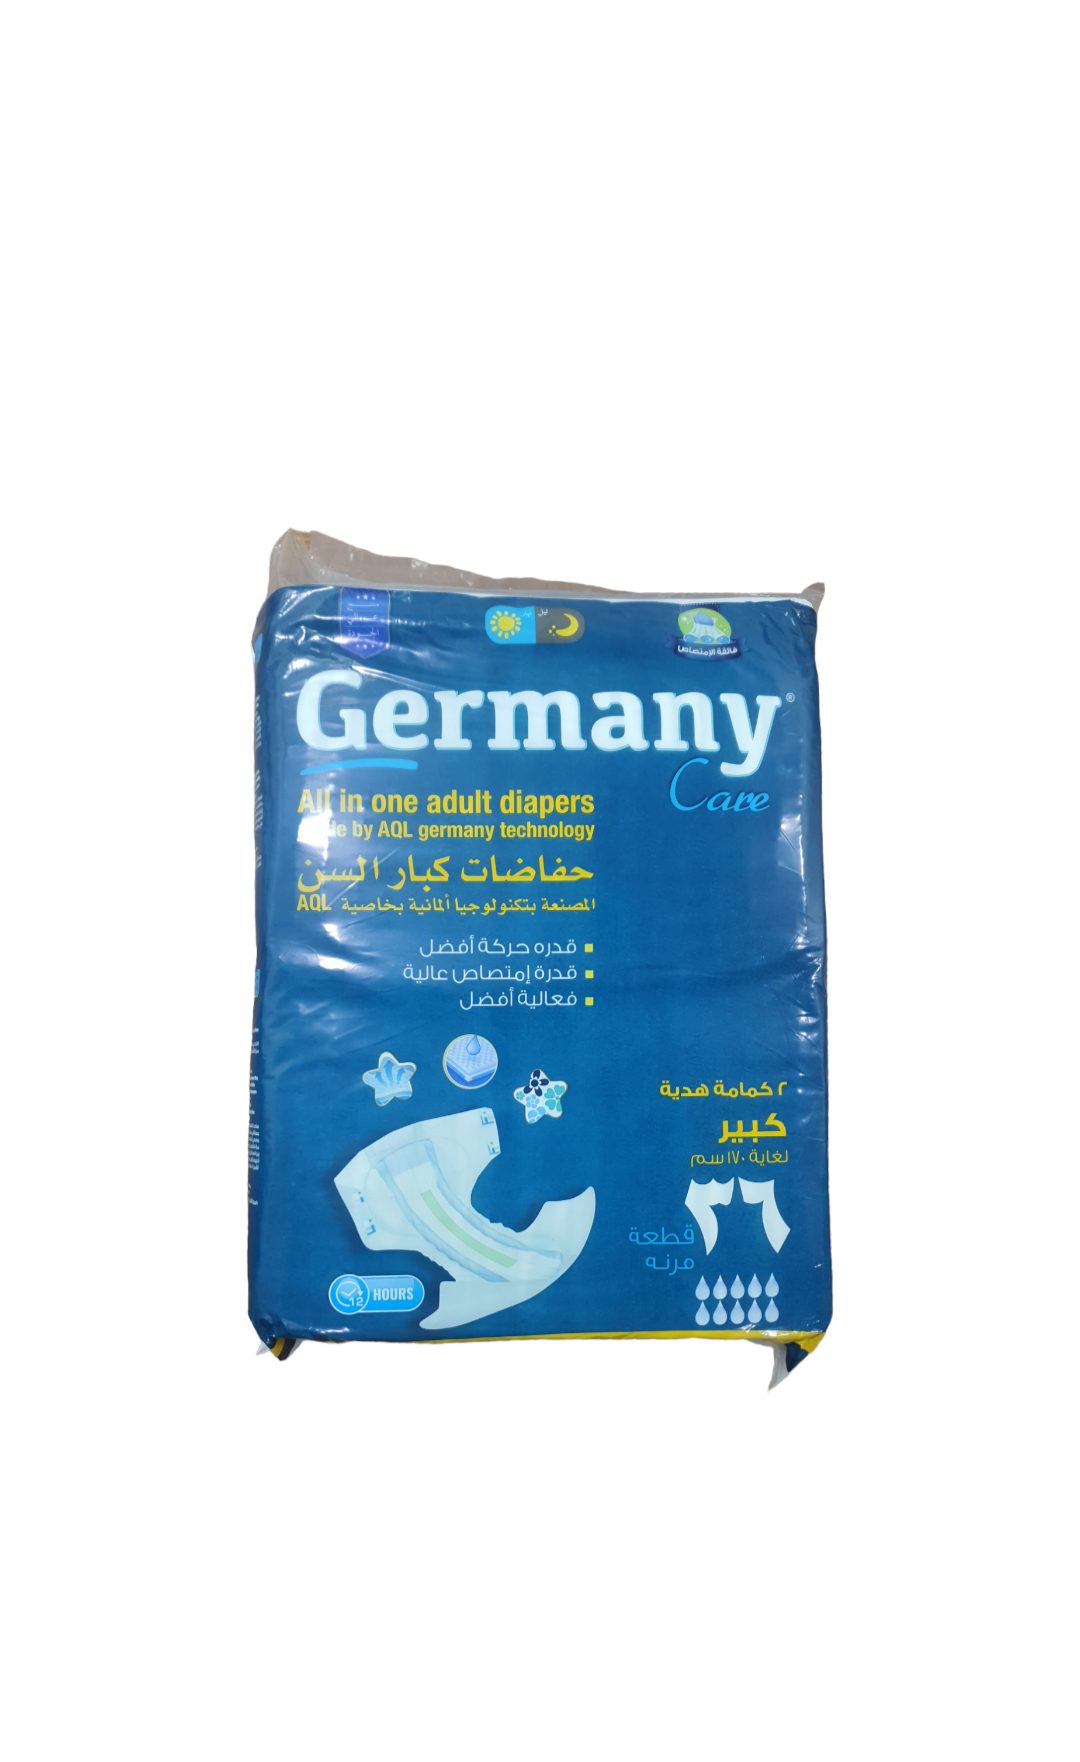 ليل
فائقة الإمتصاص
Germany®
Care
All in one adult diapers
by AQL germany technology
حفاضات كبار السن
المصنعة بتكنولوجيا ألمانية بخاصية AQL
قدره حركة أفضل
قدرة إمتصاص عالية
فعالية أفضل
٢ كمامة هدية
كبير
لغاية ١٧٠ سم
٣٦
قطعة
مرنه
12 HOURS